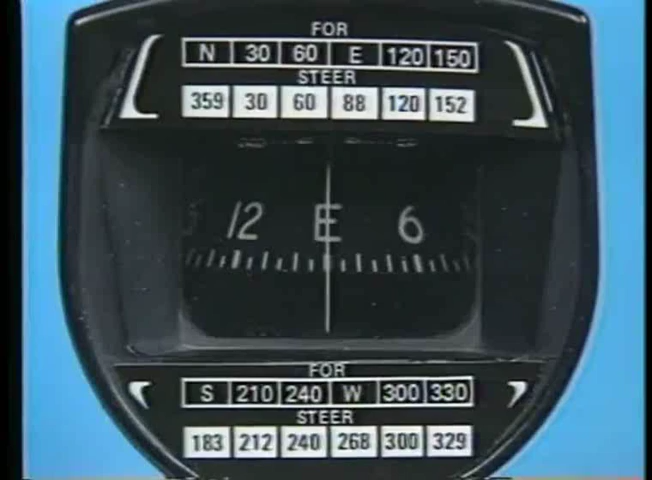 FOR
N 30 60 E 120 150
STEER
359 30 60 88 120 152
12 E 6
FOR
S 210 240 W 300 330
STEER
183 212 240 268 300 329